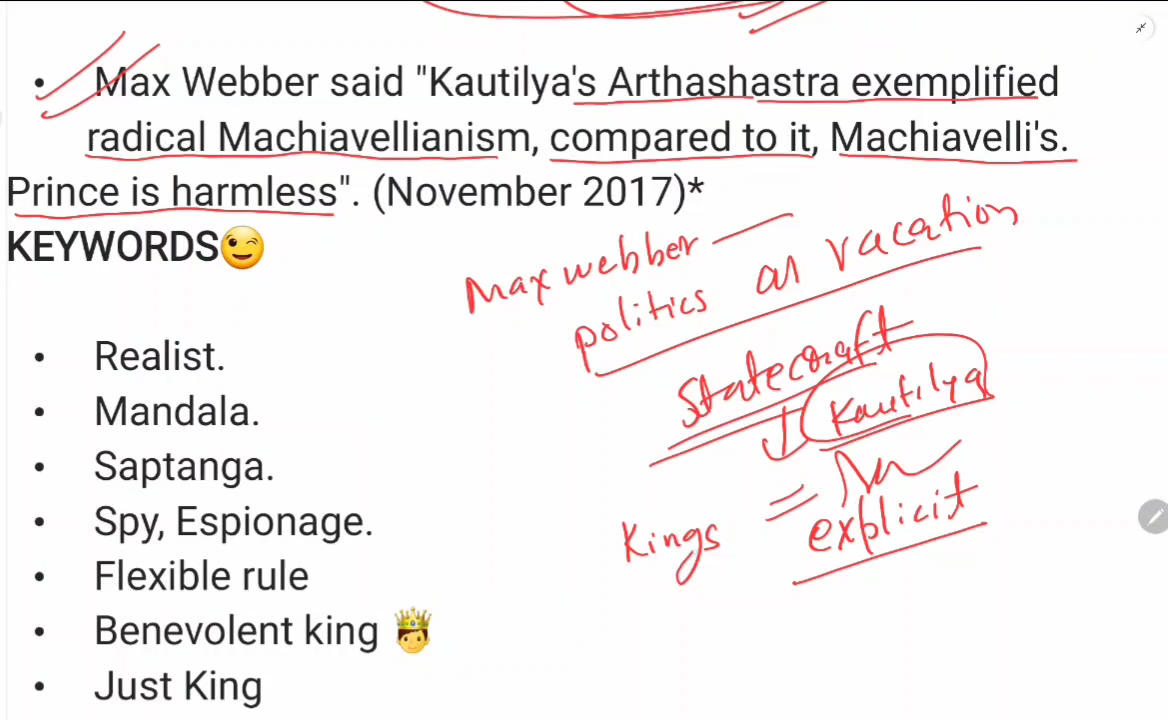 • Max Webber said "Kautilya's Arthashastra exemplified
radical Machiavellianism, compared to it, Machiavelli's.
Prince is harmless". (November 2017)*
KEYWORDS😉
• Realist.
• Mandala.
• Saptanga.
• Spy, Espionage.
• Flexible rule
• Benevolent king 🤴
• Just King
Max webber —
politics as vacation
Statecraft
Kautilya
Kings = explicit